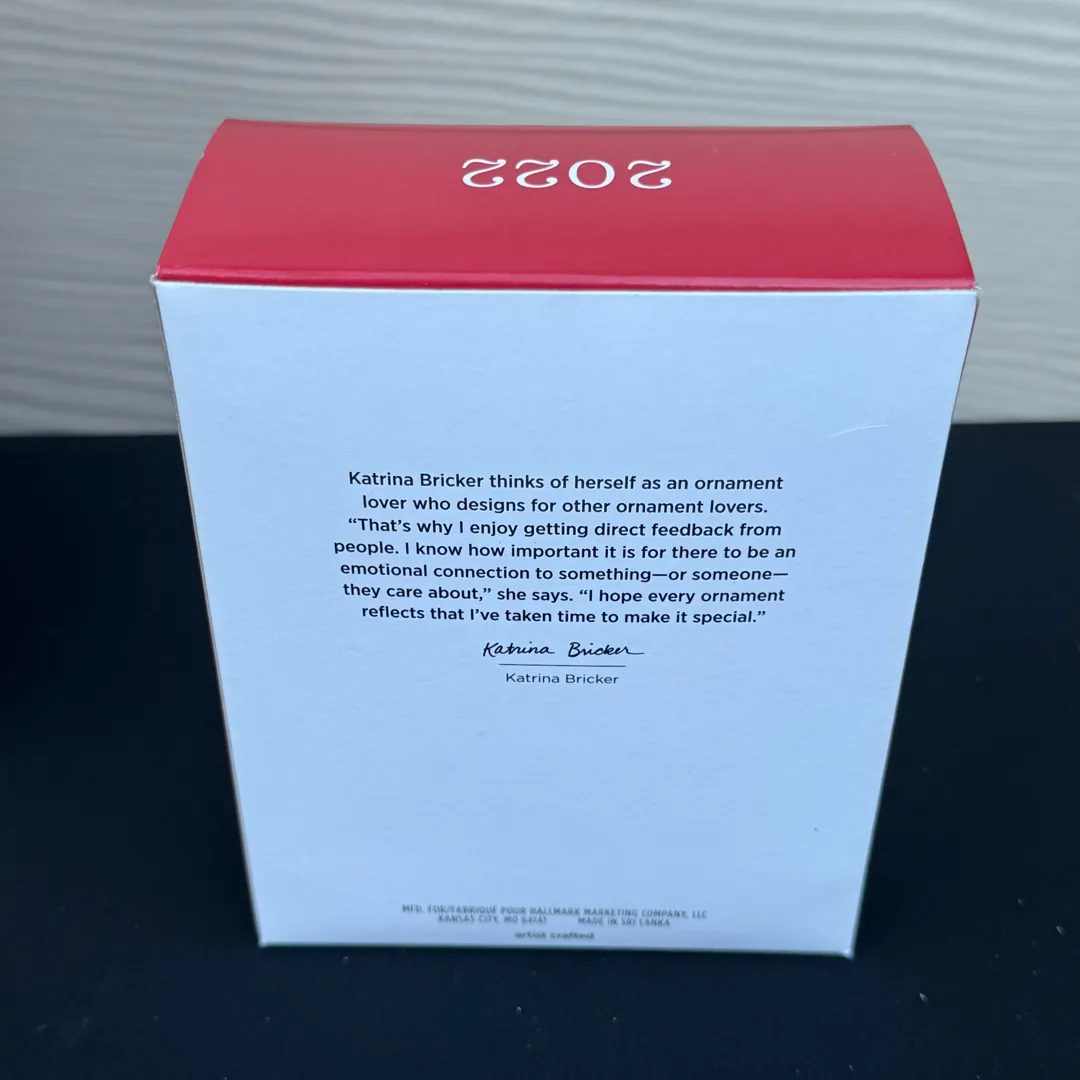 2022
Katrina Bricker thinks of herself as an ornament
lover who designs for other ornament lovers.
“That’s why I enjoy getting direct feedback from
people. I know how important it is for there to be an
emotional connection to something—or someone—
they care about,” she says. “I hope every ornament
reflects that I’ve taken time to make it special.”
Katrina Bricker
Katrina Bricker
MFD. FOR/FABRIQUÉ POUR HALLMARK MARKETING COMPANY, LLC
KANSAS CITY, MO 64141 MADE IN SRI LANKA
artist crafted